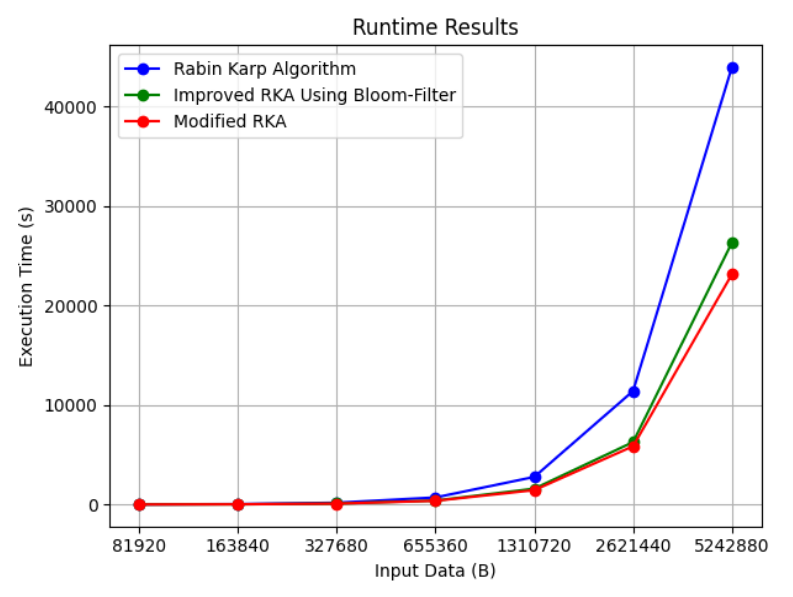 Runtime Results
Rabin Karp Algorithm
Improved RKA Using Bloom-Filter
Modified RKA
Execution Time (s)
40000
30000
20000
10000
0
81920 163840 327680 655360 1310720 2621440 5242880
Input Data (B)